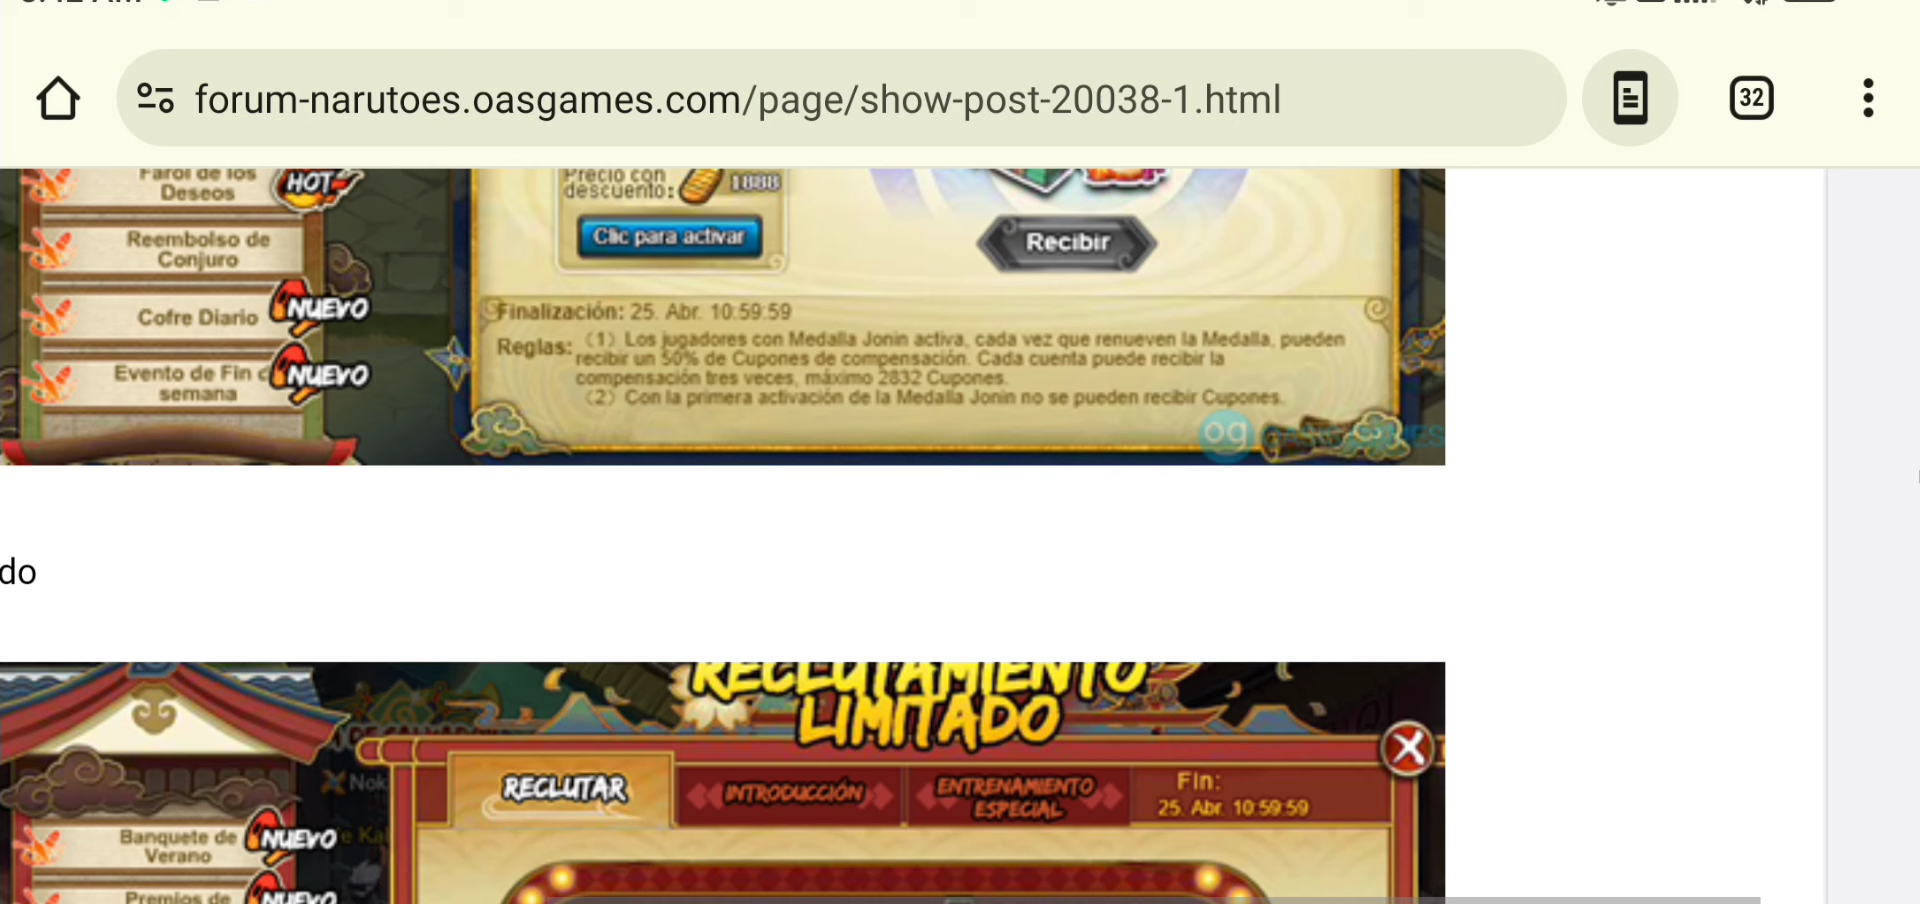 forum-narutoes.oasgames.com/page/show-post-20038-1.html
32
Farol de los
Deseos
HOT
Reembolso de
Conjuro
Cofre Diario
NUEVO
Evento de Fin
semana
NUEVO
Precio con
descuento: 1888
Clic para activar
Recibir
Finalización: 25. Abr. 10:59:59
Reglas: (1) Los jugadores con Medalla Jonin activa, cada vez que renueven la Medalla, pueden
recibir un 50% de Cupones de compensación. Cada cuenta puede recibir la
compensación tres veces, máximo 2832 Cupones.
(2) Con la primera activación de la Medalla Jonin no se pueden recibir Cupones.
og
do
RECLUTAMIENTO
LIMITADO
RECLUTAR
INTRODUCCIÓN
ENTRENAMIENTO
ESPECIAL
Fin:
25. Abr. 10:59:59
Banquete de
Verano
NUEVO
Premios de
NUEVO